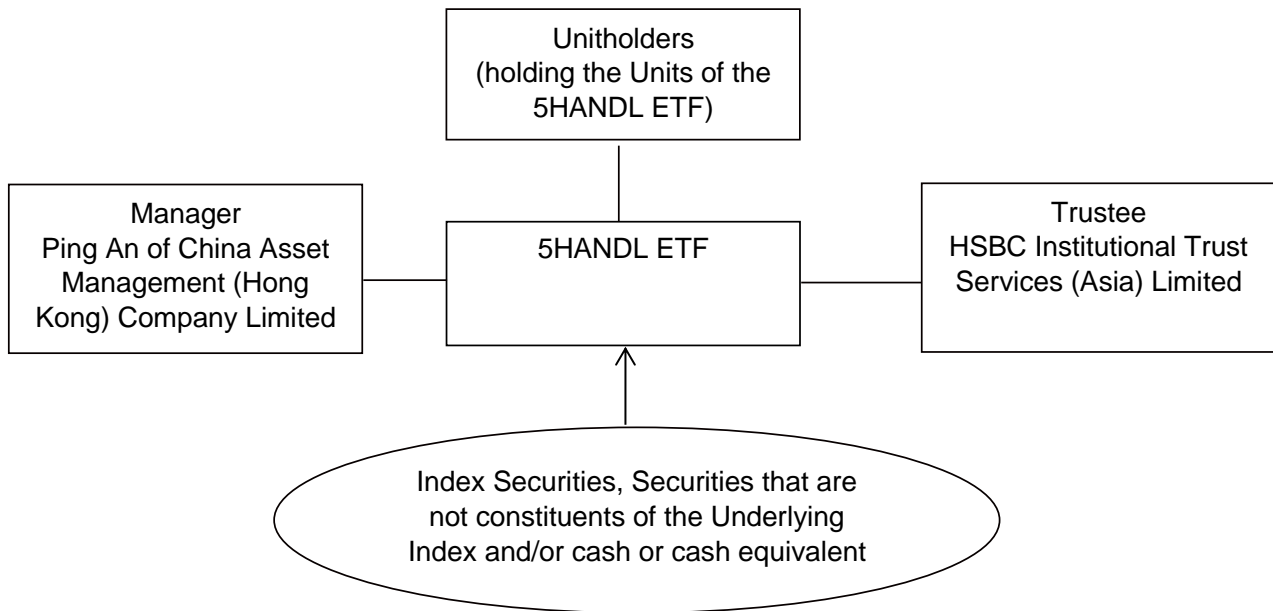 Unitholders
(holding the Units of the
5HANDL ETF)
Manager
Ping An of China Asset
Management (Hong
Kong) Company Limited
5HANDL ETF
Trustee
HSBC Institutional Trust
Services (Asia) Limited
Index Securities, Securities that are
not constituents of the Underlying
Index and/or cash or cash equivalent